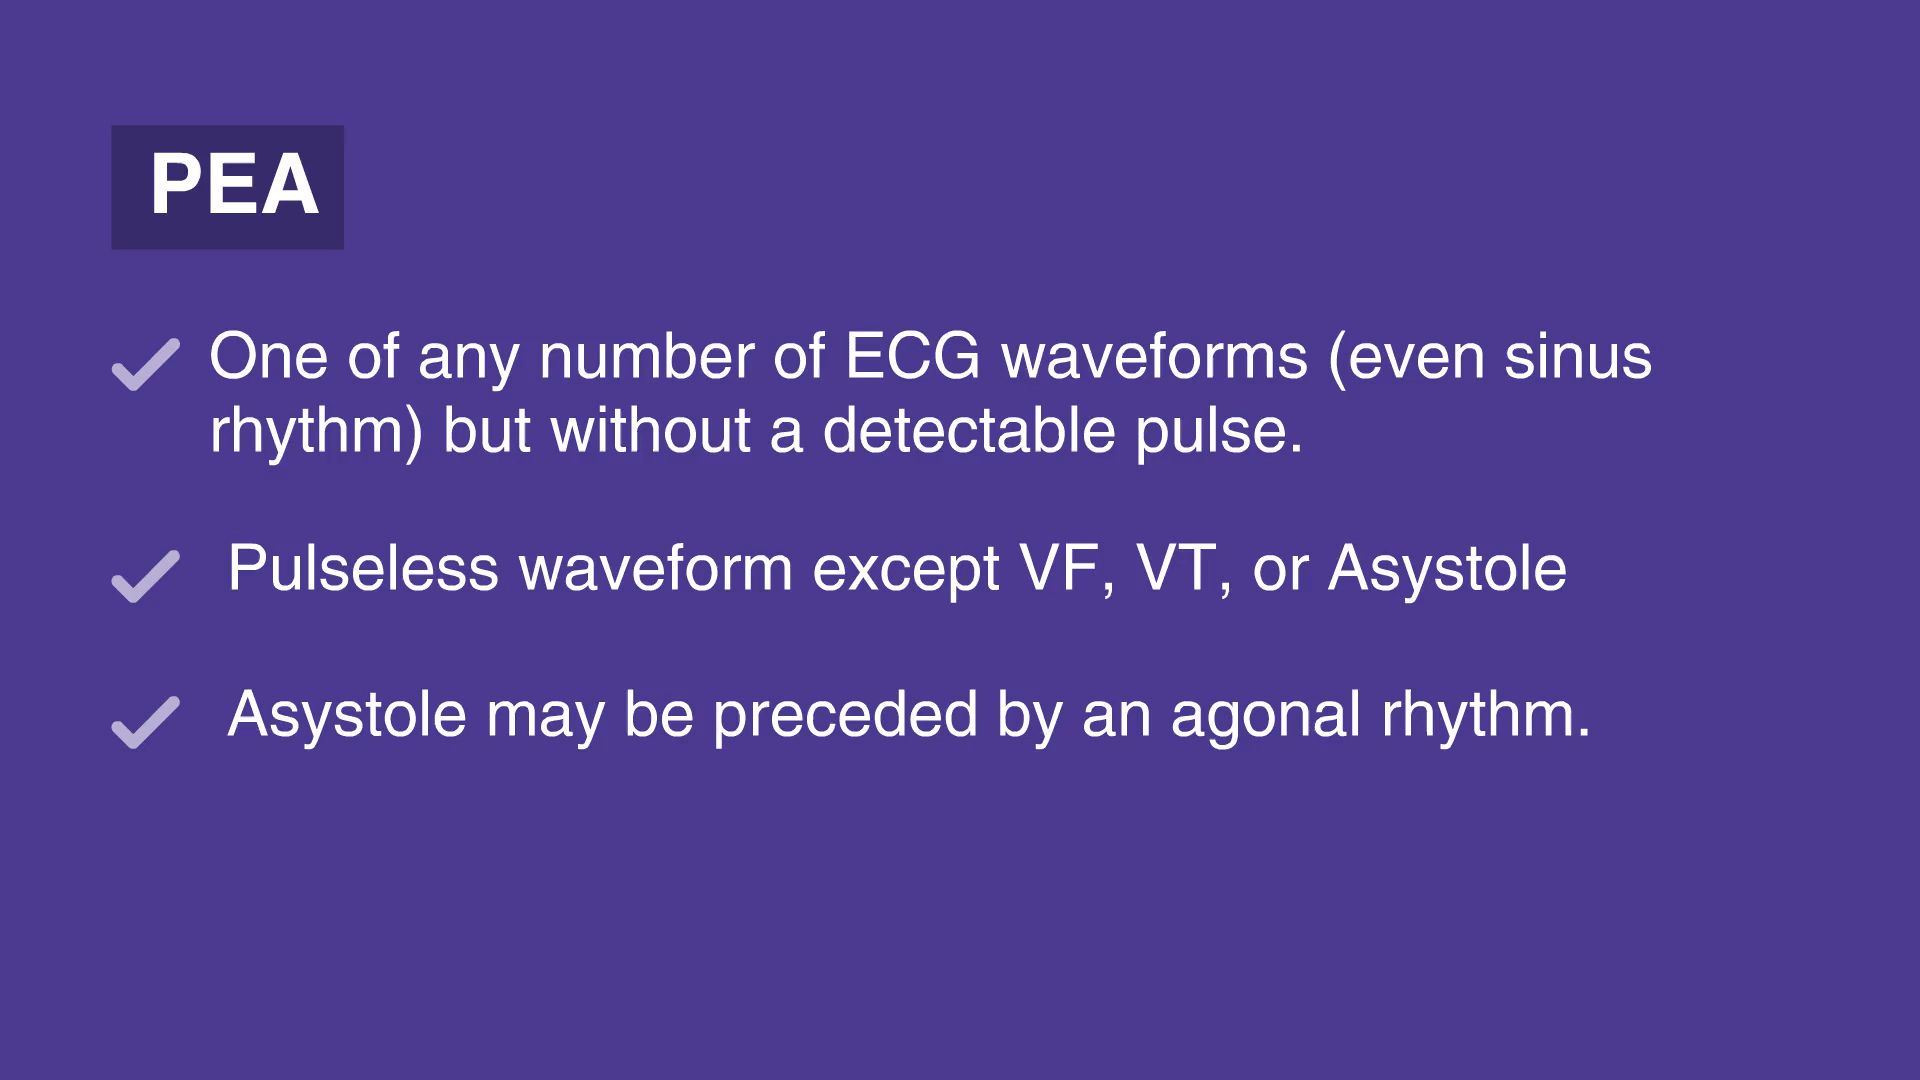 PEA
One of any number of ECG waveforms (even sinus
rhythm) but without a detectable pulse.
Pulseless waveform except VF, VT, or Asystole
Asystole may be preceded by an agonal rhythm.